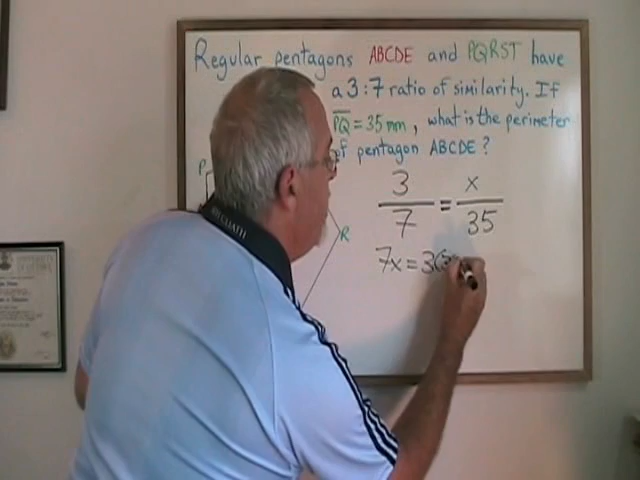 Regular pentagons ABCDE and PQRST have
a 3:7 ratio of similarity. If
PQ = 35 mm, what is the perimeter
of pentagon ABCDE?
P
R
3/7 = x/35
7x = 3(3